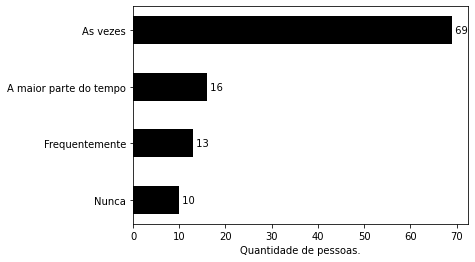 As vezes 69
A maior parte do tempo 16
Frequentemente 13
Nunca 10
0 10 20 30 40 50 60 70
Quantidade de pessoas.